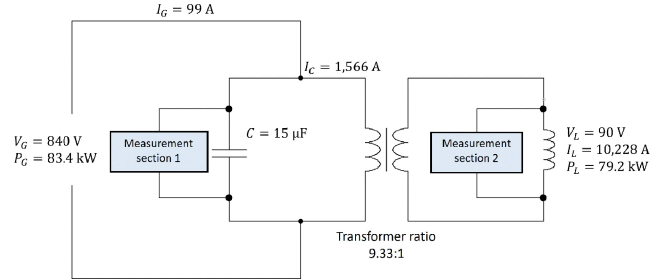 I_G = 99 A
I_C = 1,566 A
V_G = 840 V
P_G = 83.4 kW
Measurement
section 1
C = 15 μF
Measurement
section 2
V_L = 90 V
I_L = 10,228 A
P_L = 79.2 kW
Transformer ratio
9.33:1